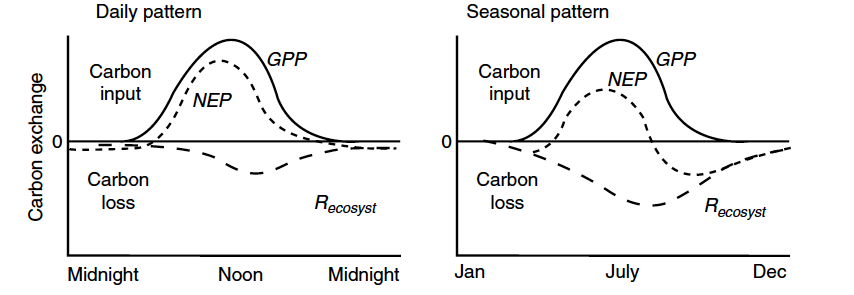 Daily pattern
Carbon exchange
Carbon
input
GPP
NEP
0
Carbon
loss
Recosyst
Midnight
Noon
Midnight
Seasonal pattern
Carbon
input
GPP
NEP
0
Carbon
loss
Recosyst
Jan
July
Dec